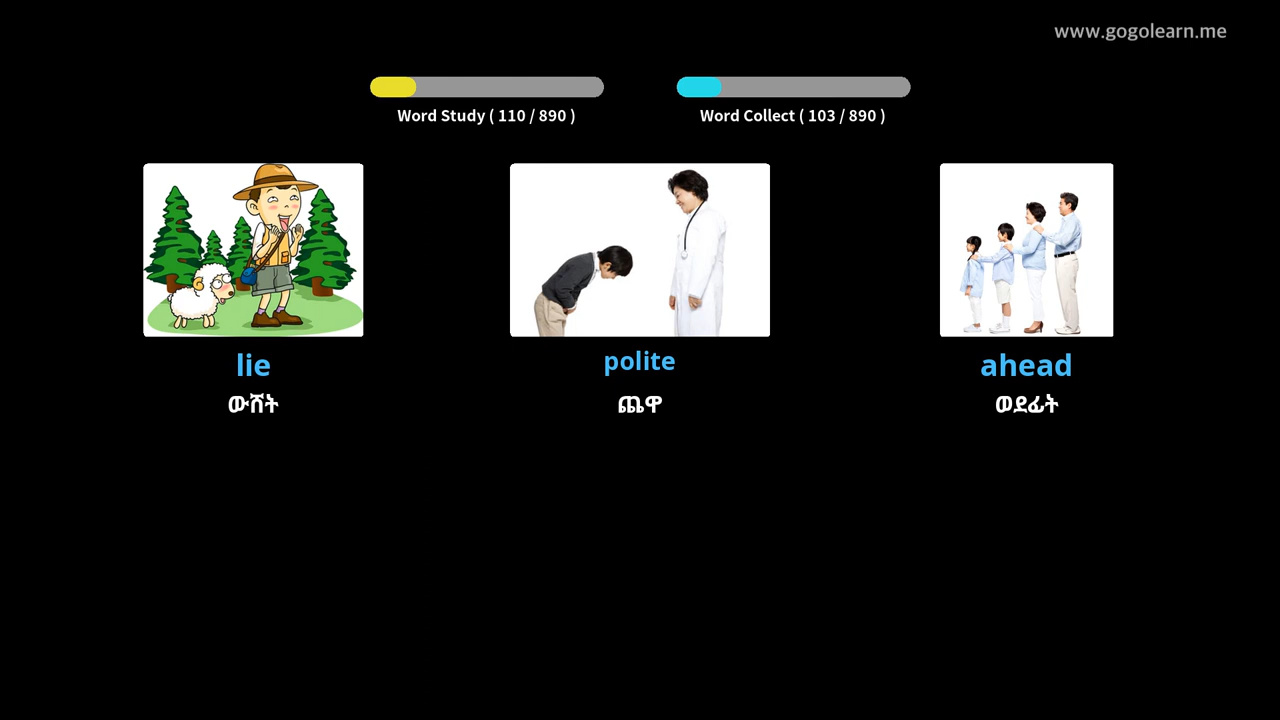 www.gogolearn.me
Word Study ( 110 / 890 )
Word Collect ( 103 / 890 )
lie
polite
ahead
ውሸት
ጨዋ
ወደፊት